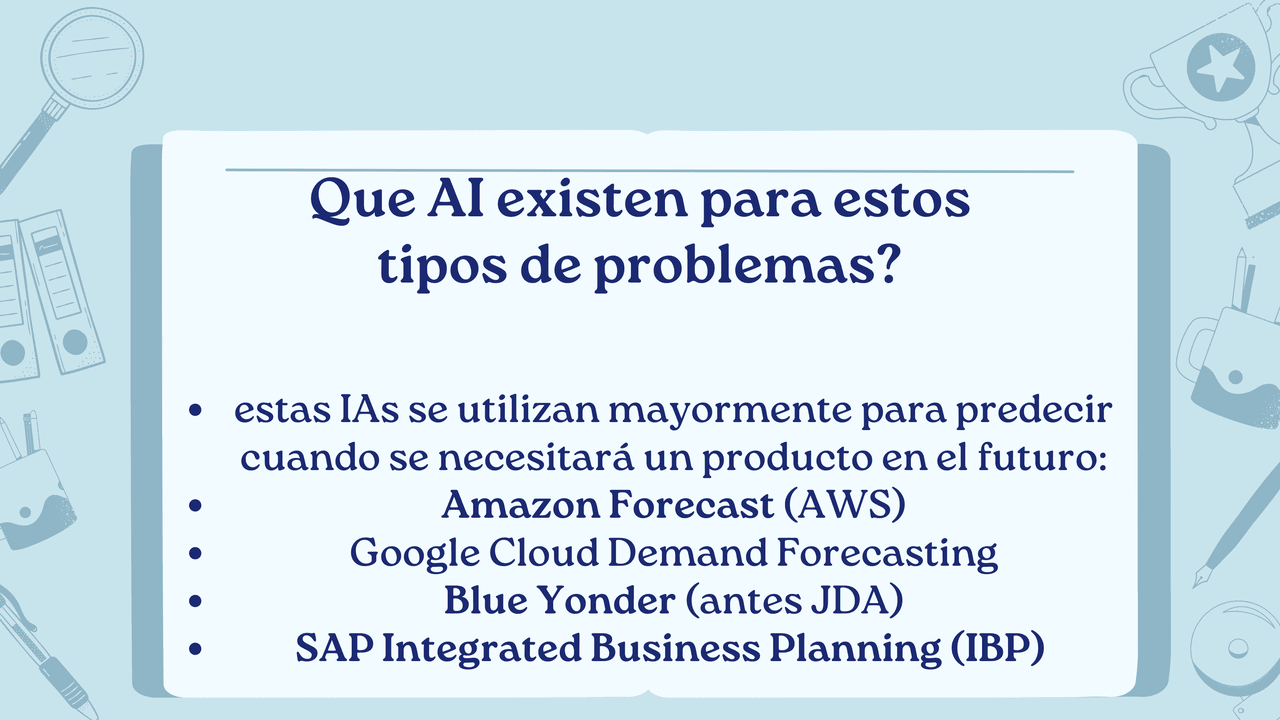 Que AI existen para estos
tipos de problemas?
• estas IAs se utilizan mayormente para predecir
cuando se necesitará un producto en el futuro:
• Amazon Forecast (AWS)
• Google Cloud Demand Forecasting
• Blue Yonder (antes JDA)
• SAP Integrated Business Planning (IBP)